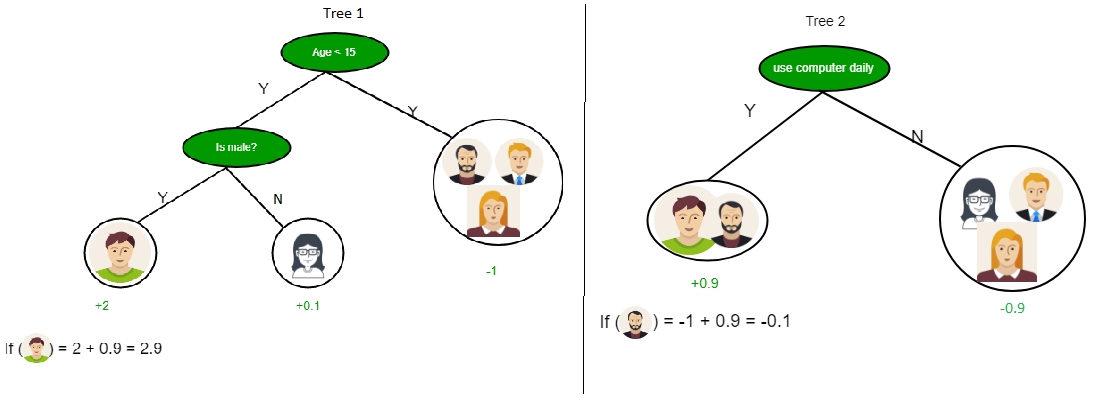 Tree 1
Age < 15
Y
Y
Is male?
Y
N
+2
+0.1
-1
If ( ) = 2 + 0.9 = 2.9
Tree 2
use computer daily
Y
N
+0.9
-0.9
If ( ) = -1 + 0.9 = -0.1